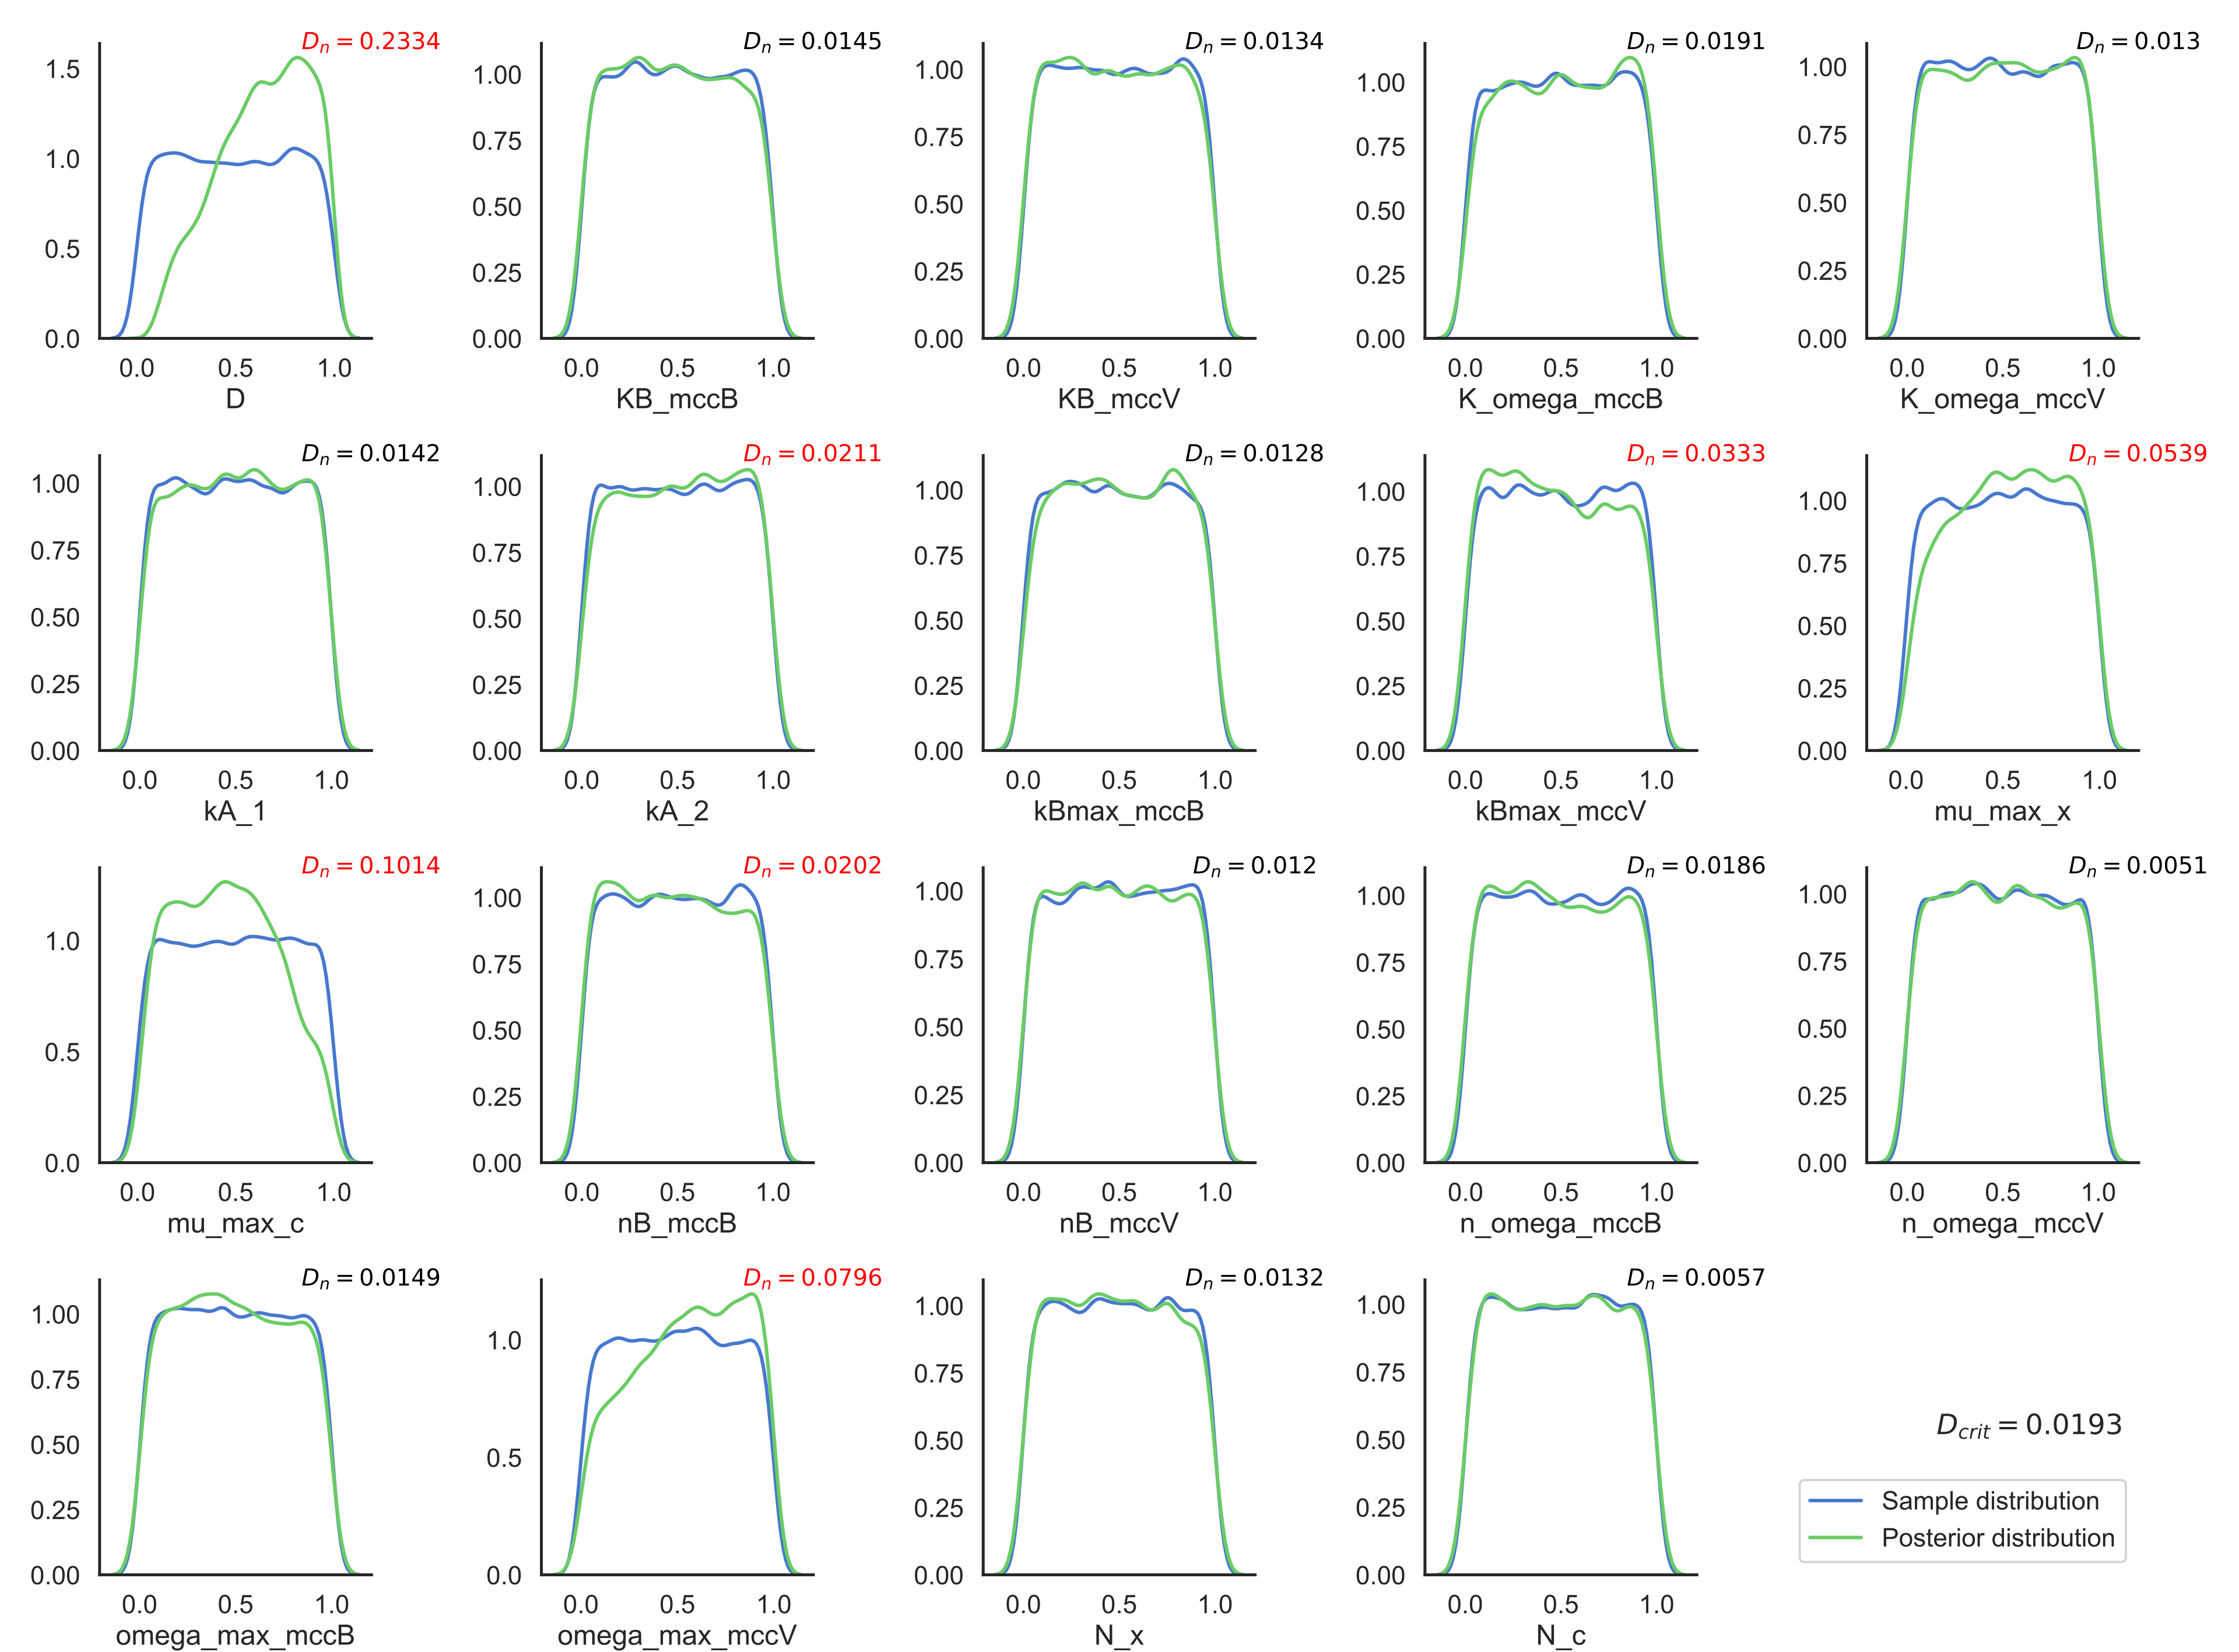 D_n = 0.2334
1.5
1.0
0.5
0.0
0.0 0.5 1.0
D
D_n = 0.0145
1.00
0.75
0.50
0.25
0.00
0.0 0.5 1.0
KB_mccB
D_n = 0.0134
1.00
0.75
0.50
0.25
0.00
0.0 0.5 1.0
KB_mccV
D_n = 0.0191
1.00
0.75
0.50
0.25
0.00
0.0 0.5 1.0
K_omega_mccB
D_n = 0.013
1.00
0.75
0.50
0.25
0.00
0.0 0.5 1.0
K_omega_mccV
D_n = 0.0142
1.00
0.75
0.50
0.25
0.00
0.0 0.5 1.0
kA_1
D_n = 0.0211
1.00
0.75
0.50
0.25
0.00
0.0 0.5 1.0
kA_2
D_n = 0.0128
1.00
0.75
0.50
0.25
0.00
0.0 0.5 1.0
kBmax_mccB
D_n = 0.0333
1.00
0.75
0.50
0.25
0.00
0.0 0.5 1.0
kBmax_mccV
D_n = 0.0539
1.00
0.75
0.50
0.25
0.00
0.0 0.5 1.0
mu_max_x
D_n = 0.1014
1.0
0.5
0.0
0.0 0.5 1.0
mu_max_c
D_n = 0.0202
1.00
0.75
0.50
0.25
0.00
0.0 0.5 1.0
nB_mccB
D_n = 0.012
1.00
0.75
0.50
0.25
0.00
0.0 0.5 1.0
nB_mccV
D_n = 0.0186
1.00
0.75
0.50
0.25
0.00
0.0 0.5 1.0
n_omega_mccB
D_n = 0.0051
1.00
0.75
0.50
0.25
0.00
0.0 0.5 1.0
n_omega_mccV
D_n = 0.0149
1.00
0.75
0.50
0.25
0.00
0.0 0.5 1.0
omega_max_mccB
D_n = 0.0796
1.0
0.5
0.0
0.0 0.5 1.0
omega_max_mccV
D_n = 0.0132
1.00
0.75
0.50
0.25
0.00
0.0 0.5 1.0
N_x
D_n = 0.0057
1.00
0.75
0.50
0.25
0.00
0.0 0.5 1.0
N_c
D_crit = 0.0193
Sample distribution
Posterior distribution